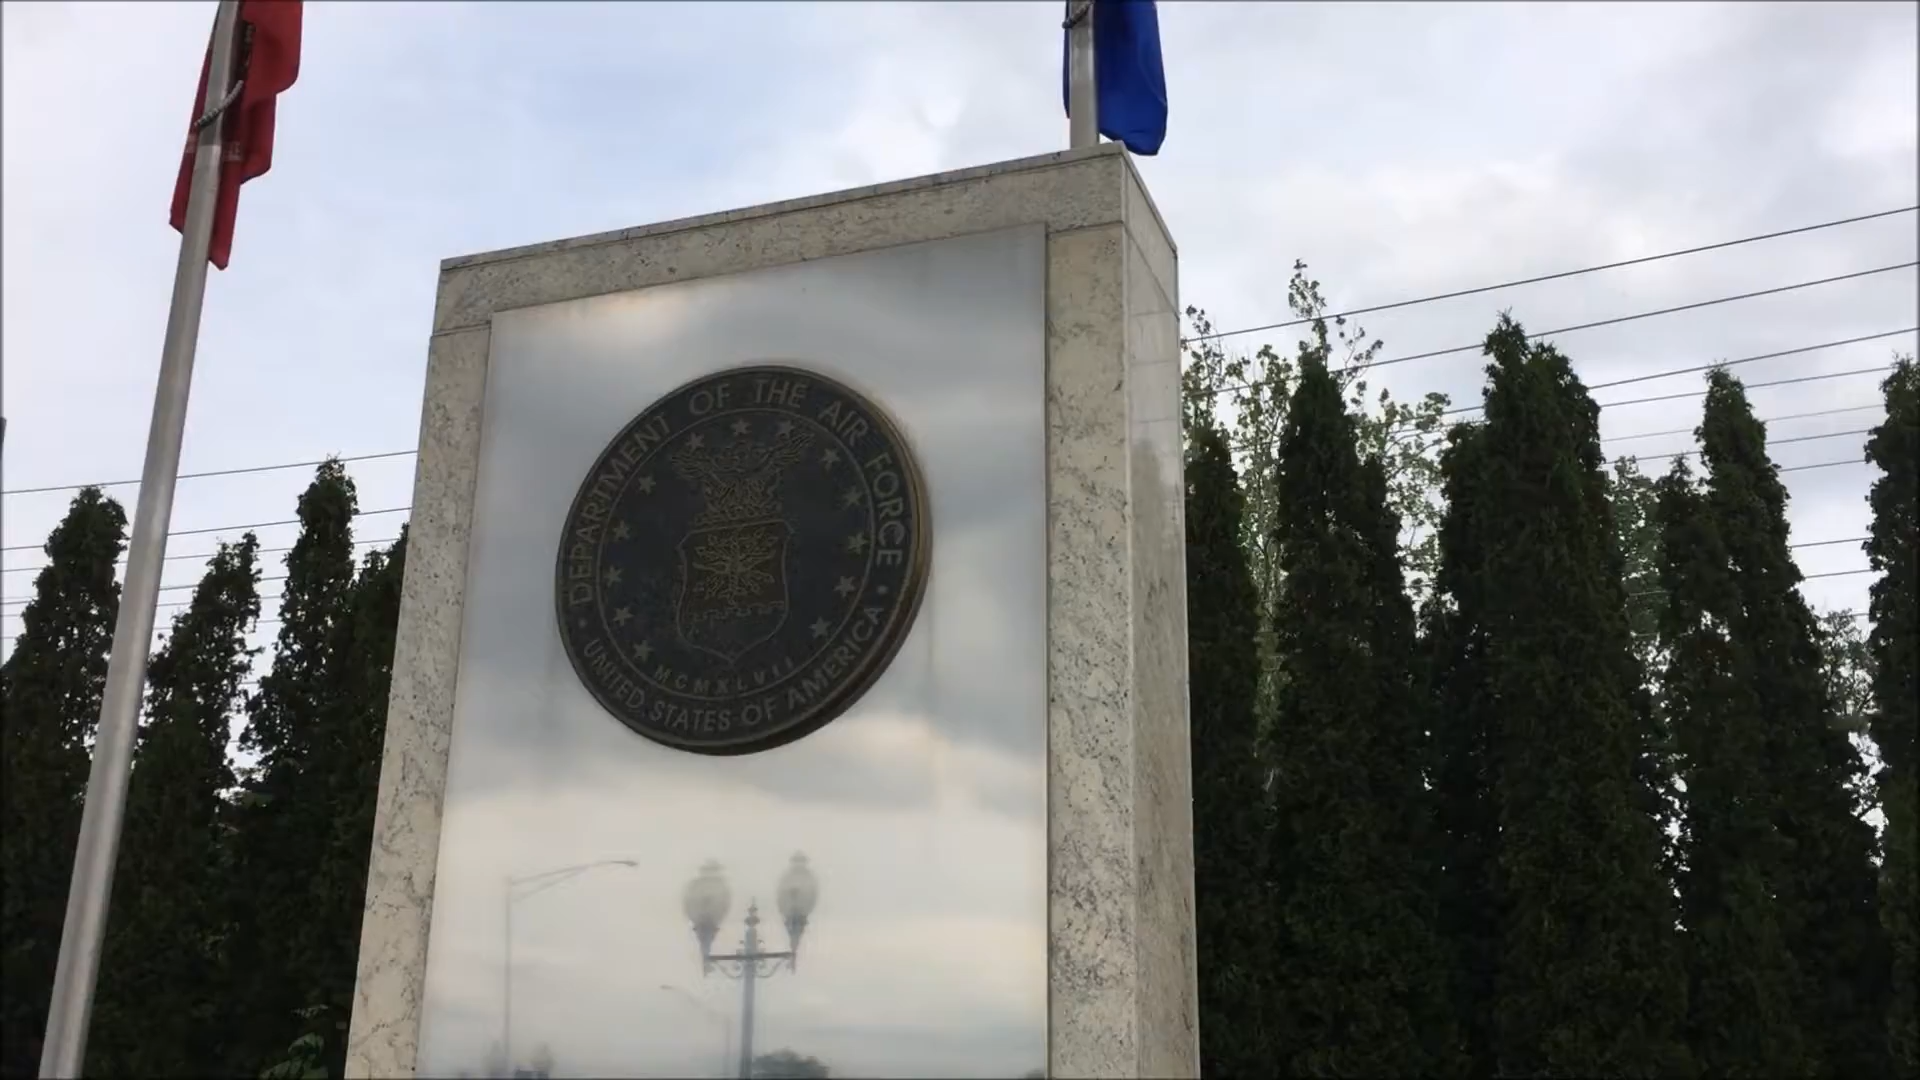 DEPARTMENT OF THE AIR FORCE
MCMXLVII
UNITED STATES OF AMERICA